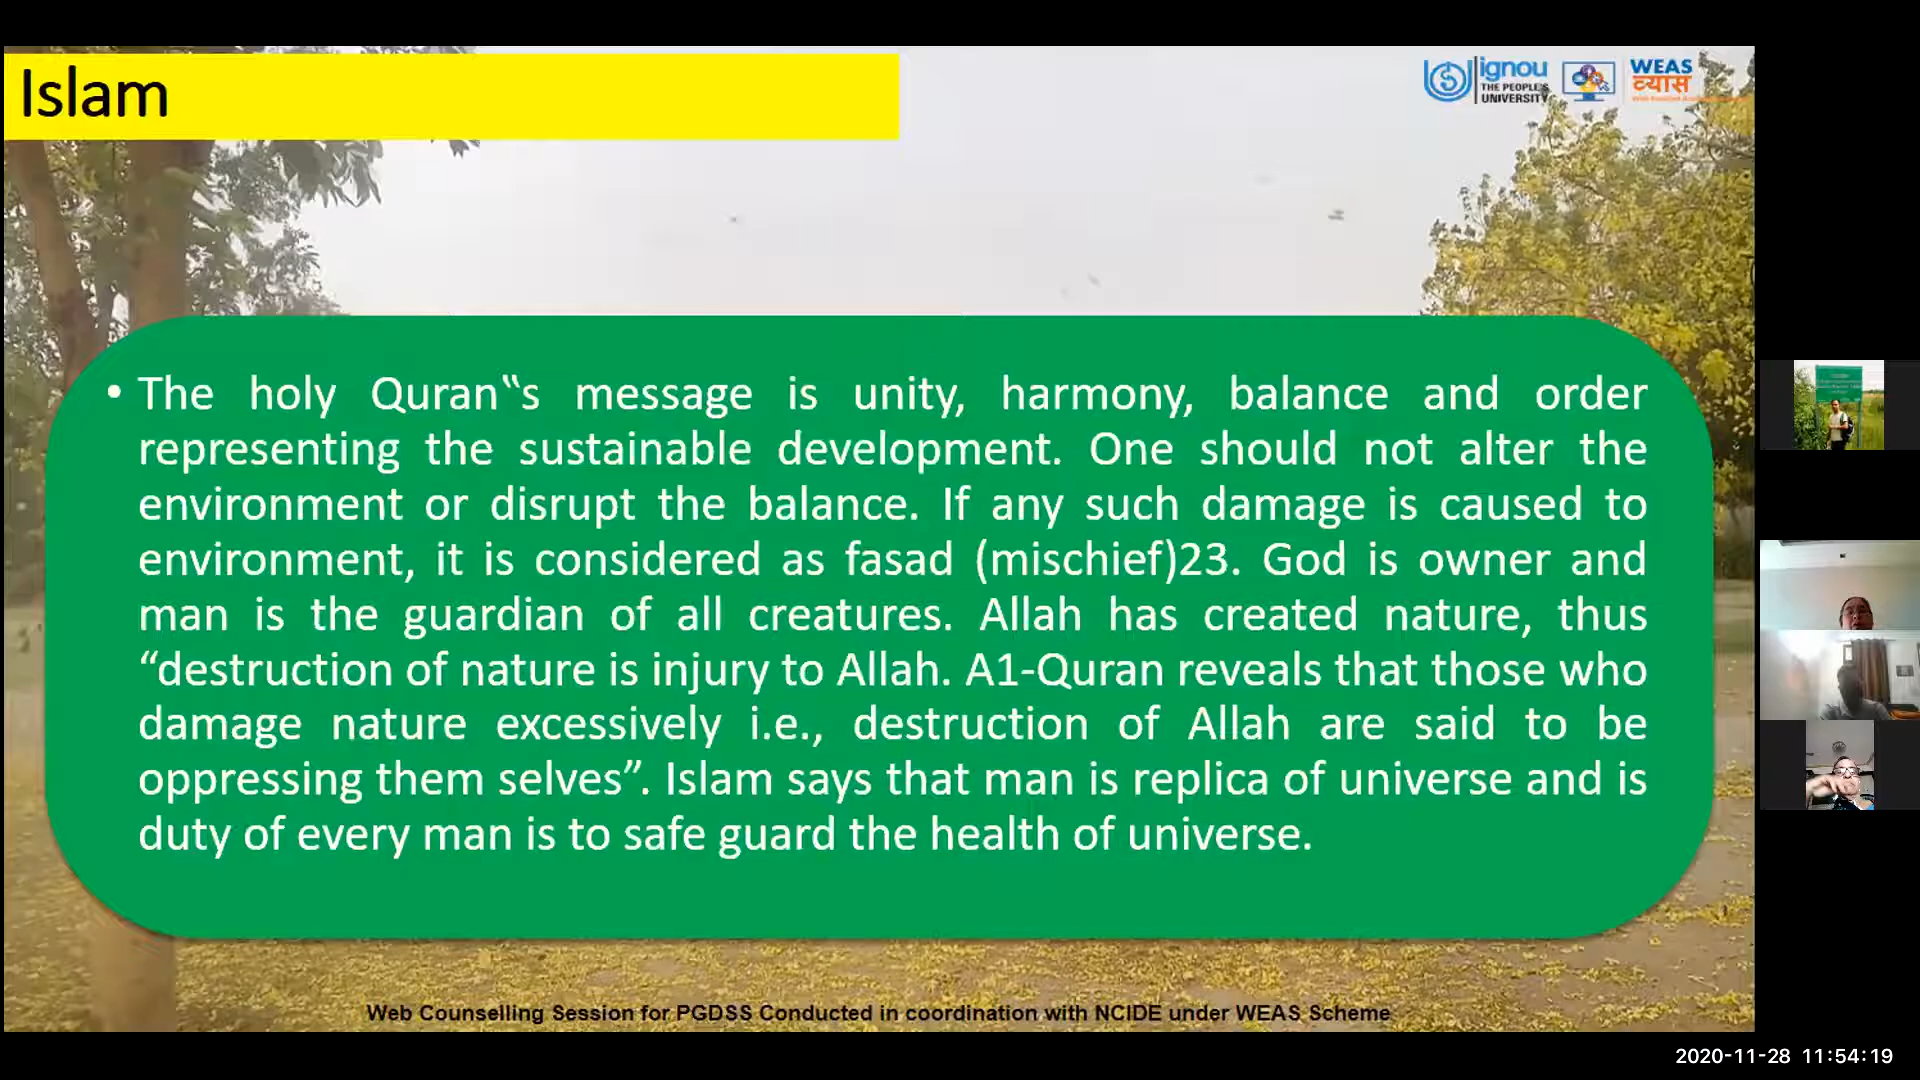 Islam
ignou
THE PEOPLE'S
UNIVERSITY
WEAS
व्यास
• The holy Quran‟s message is unity, harmony, balance and order
representing the sustainable development. One should not alter the
environment or disrupt the balance. If any such damage is caused to
environment, it is considered as fasad (mischief)23. God is owner and
man is the guardian of all creatures. Allah has created nature, thus
“destruction of nature is injury to Allah. A1-Quran reveals that those who
damage nature excessively i.e., destruction of Allah are said to be
oppressing them selves”. Islam says that man is replica of universe and is
duty of every man is to safe guard the health of universe.
Web Counselling Session for PGDSS Conducted in coordination with NCIDE under WEAS Scheme
2020-11-28 11:54:19